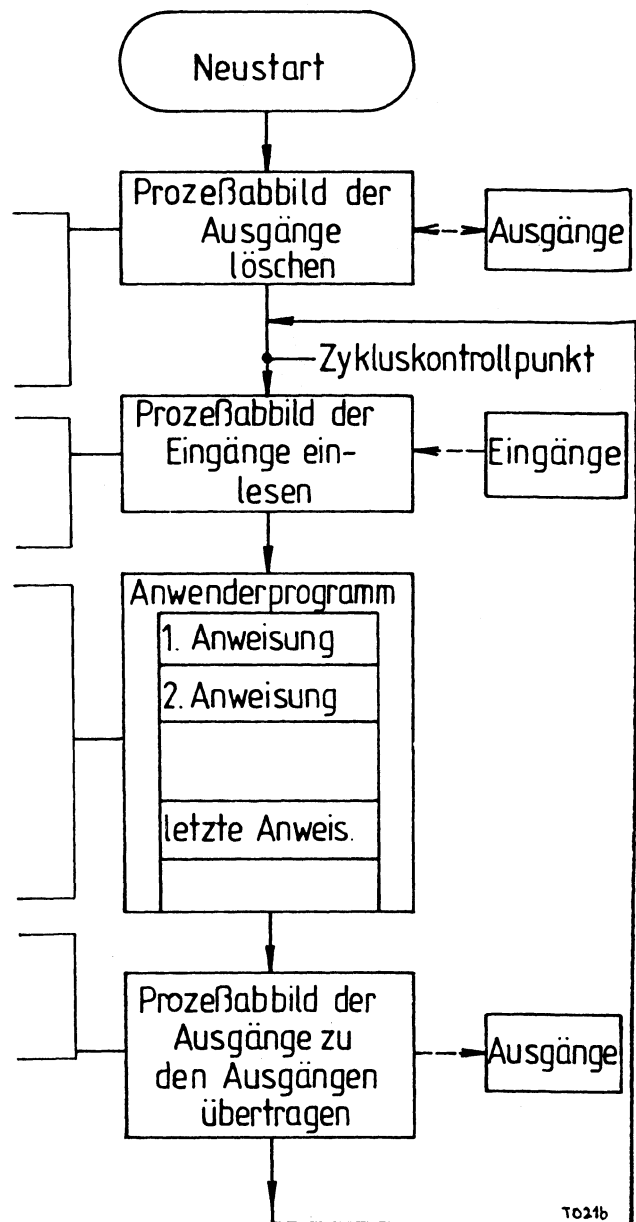 Neustart
Prozeßabbild der
Ausgänge
löschen
Ausgänge
Zykluskontrollpunkt
Prozeßabbild der
Eingänge ein-
lesen
Eingänge
Anwenderprogramm
1. Anweisung
2. Anweisung
letzte Anweis.
Prozeßabbild der
Ausgänge zu
den Ausgängen
übertragen
Ausgänge
T021b